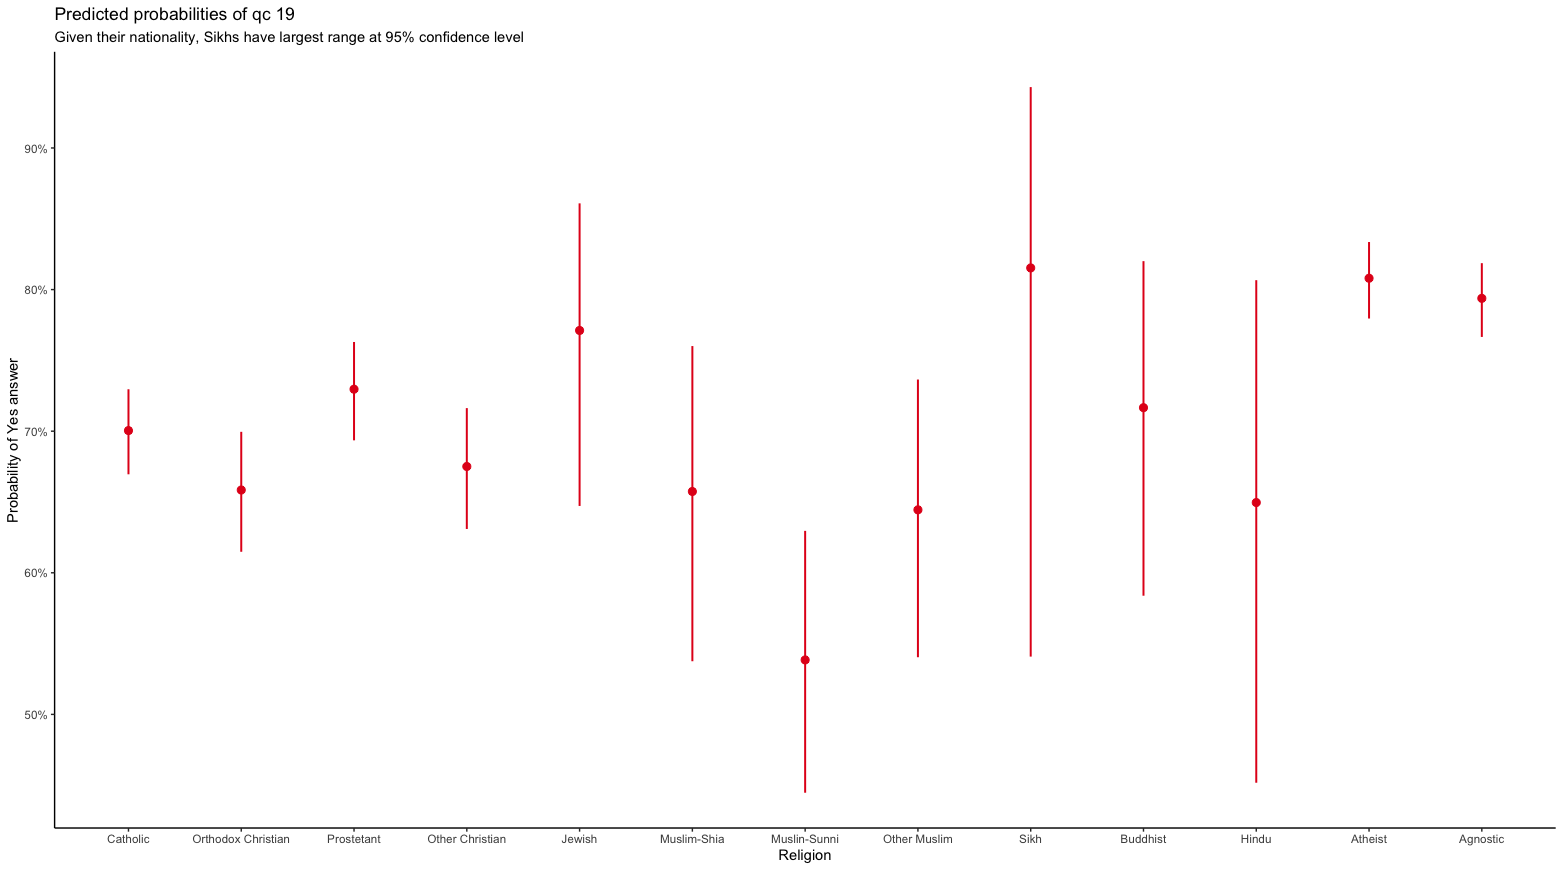 Predicted probabilities of qc 19
Given their nationality, Sikhs have largest range at 95% confidence level
Probability of Yes answer
90%
80%
70%
60%
50%
Catholic
Orthodox Christian
Prostetant
Other Christian
Jewish
Muslim-Shia
Muslin-Sunni
Other Muslim
Sikh
Buddhist
Hindu
Atheist
Agnostic
Religion